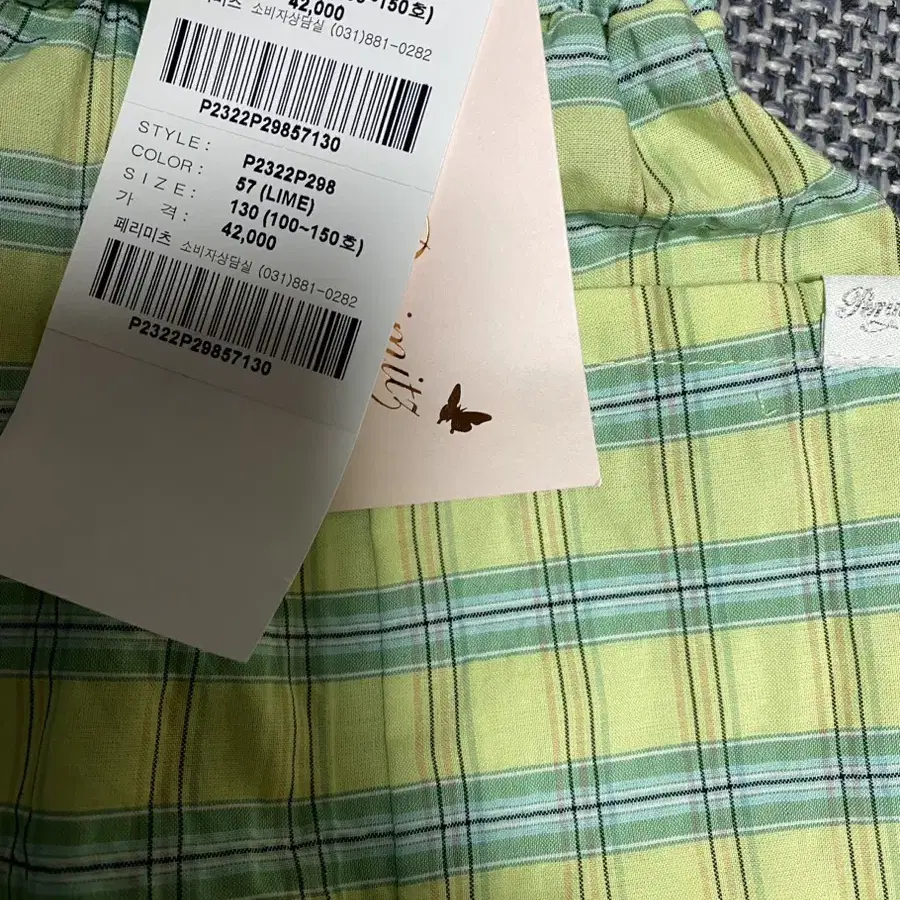 42,000
소비자상담실 (031)881-0282
P2322P29857130
STYLE: P2322P298
COLOR: 57 (LIME)
SIZE: 130 (100~150호)
가 격: 42,000
페리미츠 소비자상담실 (031)881-0282
P2322P29857130